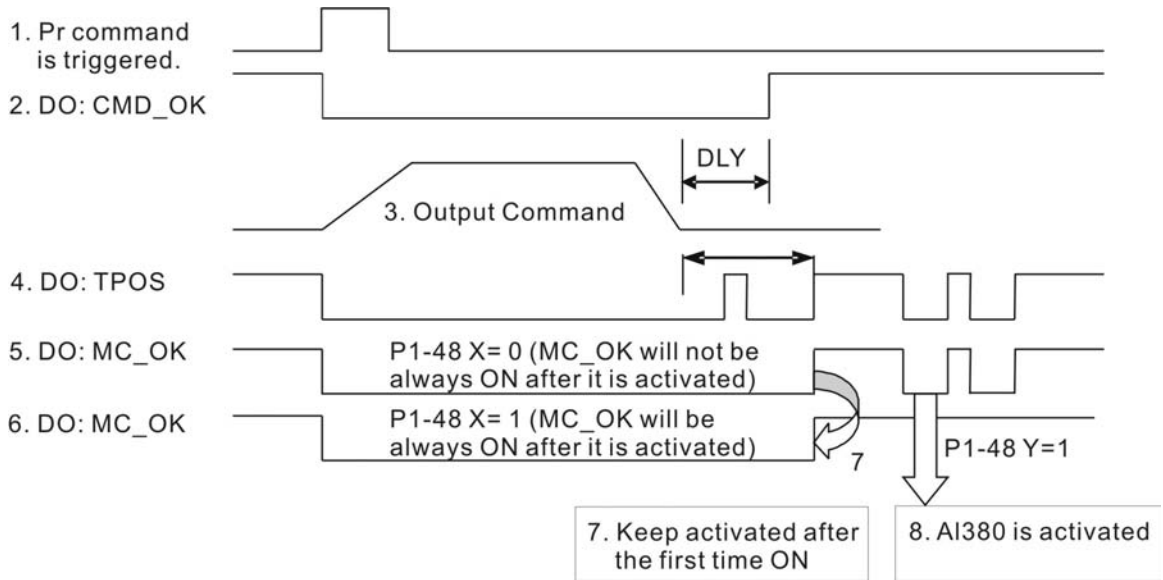 1. Pr command
is triggered.
2. DO: CMD_OK
DLY
3. Output Command
4. DO: TPOS
5. DO: MC_OK
P1-48 X= 0 (MC_OK will not be
always ON after it is activated)
6. DO: MC_OK
P1-48 X= 1 (MC_OK will be
always ON after it is activated)
7
P1-48 Y=1
7. Keep activated after
the first time ON
8. AI380 is activated